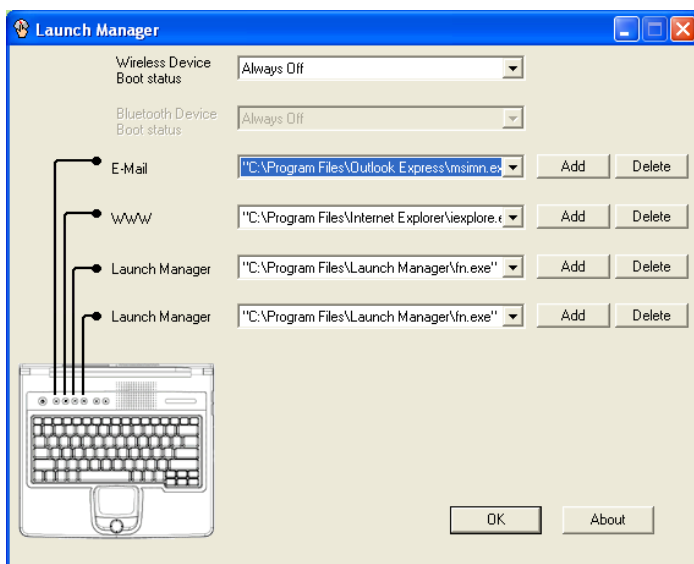 Launch Manager
Wireless Device
Boot status
Always Off
Bluetooth Device
Boot status
Always Off
E-Mail
"C:\Program Files\Outlook Express\msimn.ex
Add
Delete
WWW
"C:\Program Files\Internet Explorer\iexplore.e
Add
Delete
Launch Manager
"C:\Program Files\Launch Manager\fn.exe"
Add
Delete
Launch Manager
"C:\Program Files\Launch Manager\fn.exe"
Add
Delete
OK
About